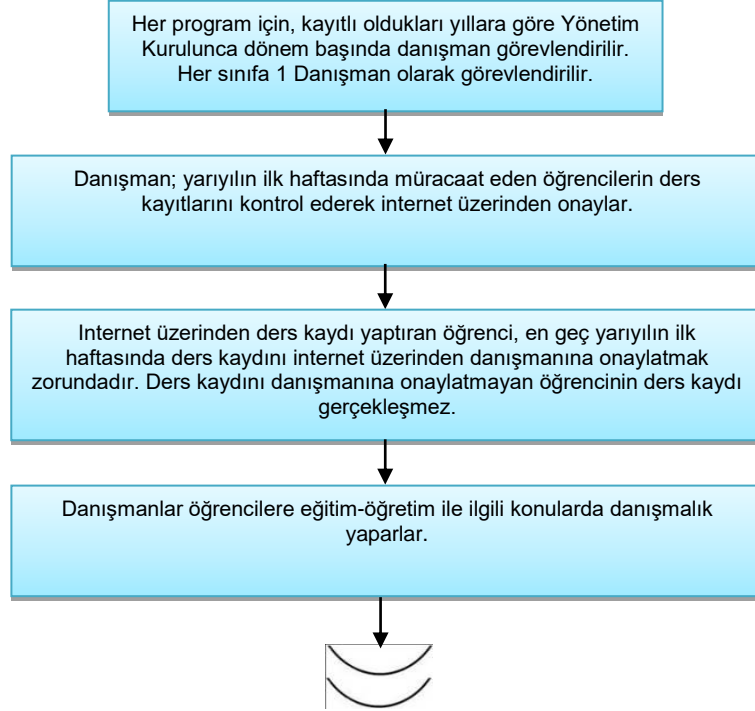 Her program için, kayıtlı oldukları yıllara göre Yönetim
Kurulunca dönem başında danışman görevlendirilir.
Her sınıfa 1 Danışman olarak görevlendirilir.
Danışman; yarıyılın ilk haftasında müracaat eden öğrencilerin ders
kayıtlarını kontrol ederek internet üzerinden onaylar.
Internet üzerinden ders kaydı yaptıran öğrenci, en geç yarıyılın ilk
haftasında ders kaydını internet üzerinden danışmanına onaylatmak
zorundadır. Ders kaydını danışmanına onaylatmayan öğrencinin ders kaydı
gerçekleşmez.
Danışmanlar öğrencilere eğitim-öğretim ile ilgili konularda danışmalık
yaparlar.